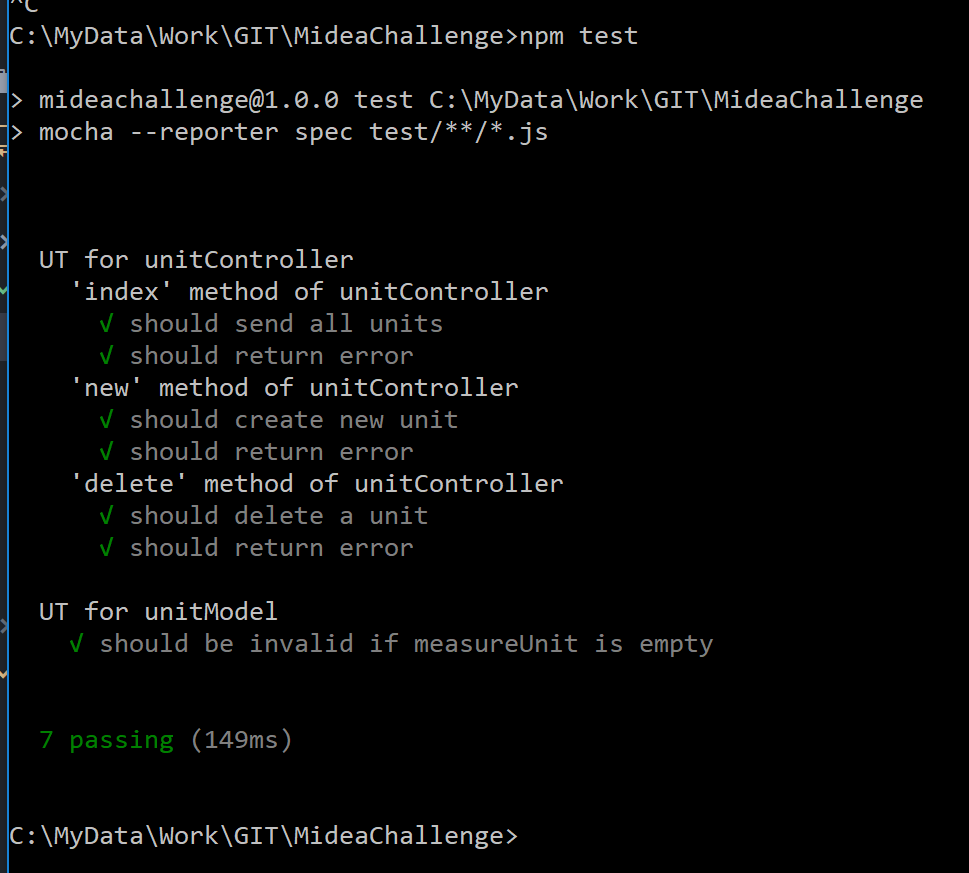 ^C
C:\MyData\Work\GIT\MideaChallenge>npm test
> mideachallenge@1.0.0 test C:\MyData\Work\GIT\MideaChallenge
> mocha --reporter spec test/**/*.js
UT for unitController
'index' method of unitController
√ should send all units
√ should return error
'new' method of unitController
√ should create new unit
√ should return error
'delete' method of unitController
√ should delete a unit
√ should return error
UT for unitModel
√ should be invalid if measureUnit is empty
7 passing (149ms)
C:\MyData\Work\GIT\MideaChallenge>